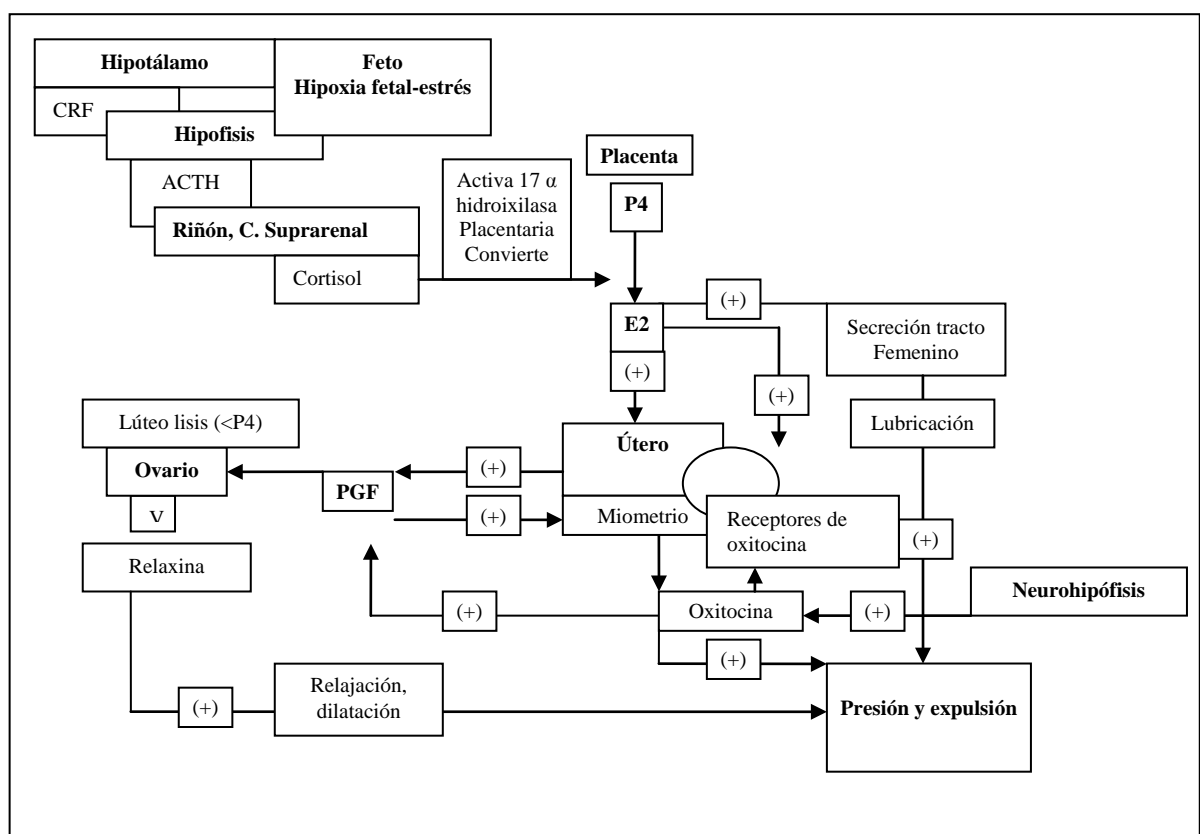 Hipotálamo
Feto
Hipoxia fetal-estrés
CRF
Hipofisis
ACTH
Riñón, C. Suprarenal
Cortisol
Activa 17 α
hidroixilasa
Placentaria
Convierte
Placenta
P4
E2
(+)
(+)
(+)
Secreción tracto
Femenino
Lubricación
Lúteo lisis (<P4)
Ovario
V
Relaxina
PGF
(+)
(+)
Útero
Miometrio
Receptores de
oxitocina
(+)
Neurohipófisis
(+)
Oxitocina
(+)
(+)
(+)
Relajación,
dilatación
Presión y expulsión